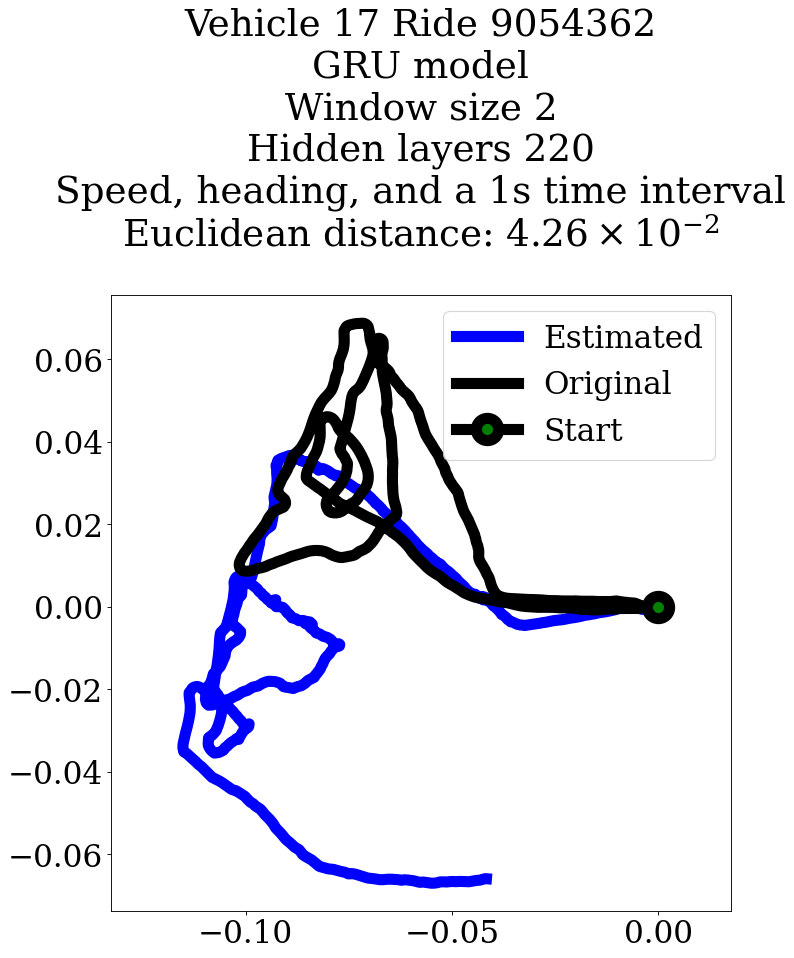 Vehicle 17 Ride 9054362
GRU model
Window size 2
Hidden layers 220
Speed, heading, and a 1s time interval
Euclidean distance: 4.26 × 10⁻²
Estimated
Original
Start
0.06
0.04
0.02
0.00
−0.02
−0.04
−0.06
−0.10 −0.05 0.00